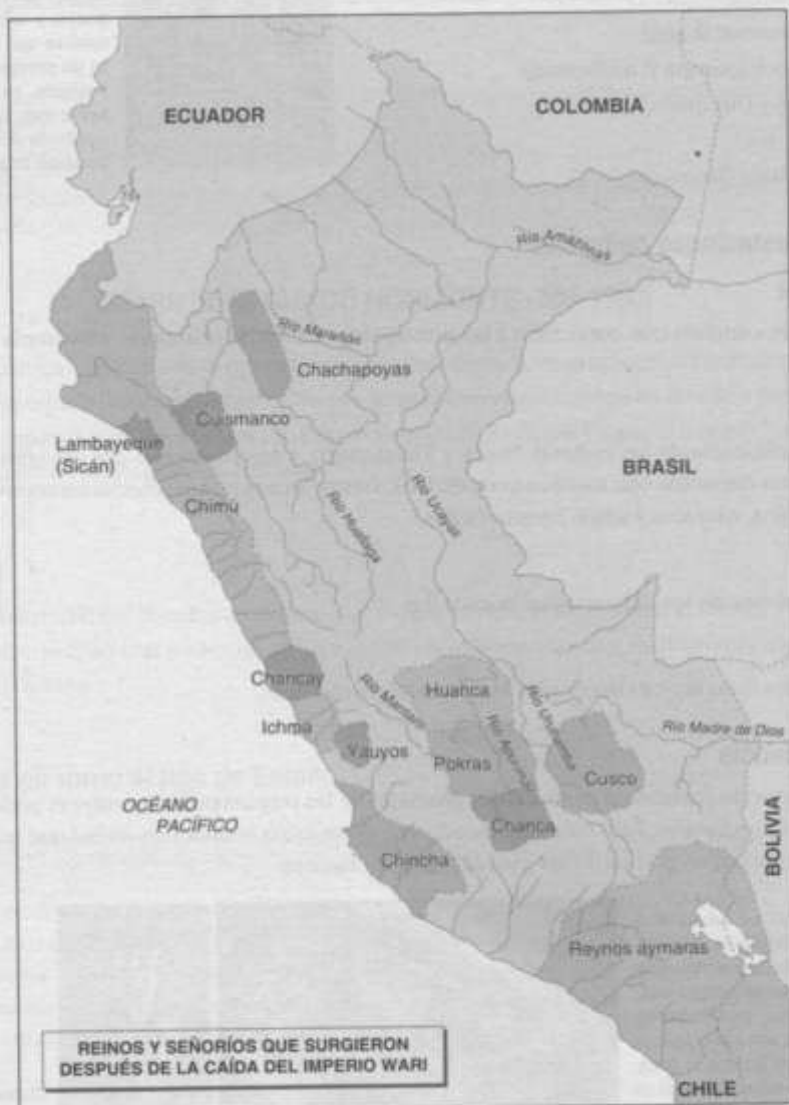 ECUADOR
COLOMBIA
Río Amazonas
Río Marañón
Chachapoyas
Cuismanco
Lambayeque
(Sicán)
BRASIL
Chimú
Río Huallaga
Río Ucayali
Chancay
Huanca
Río Mantaro
Río Urubamba
Ichma
Río Madre de Dios
Yauyos
Pokras
Río Apurímac
Cusco
OCÉANO
PACÍFICO
Chanca
BOLIVIA
Chincha
Reynos aymaras
REINOS Y SEÑORÍOS QUE SURGIERON
DESPUÉS DE LA CAÍDA DEL IMPERIO WARI
CHILE